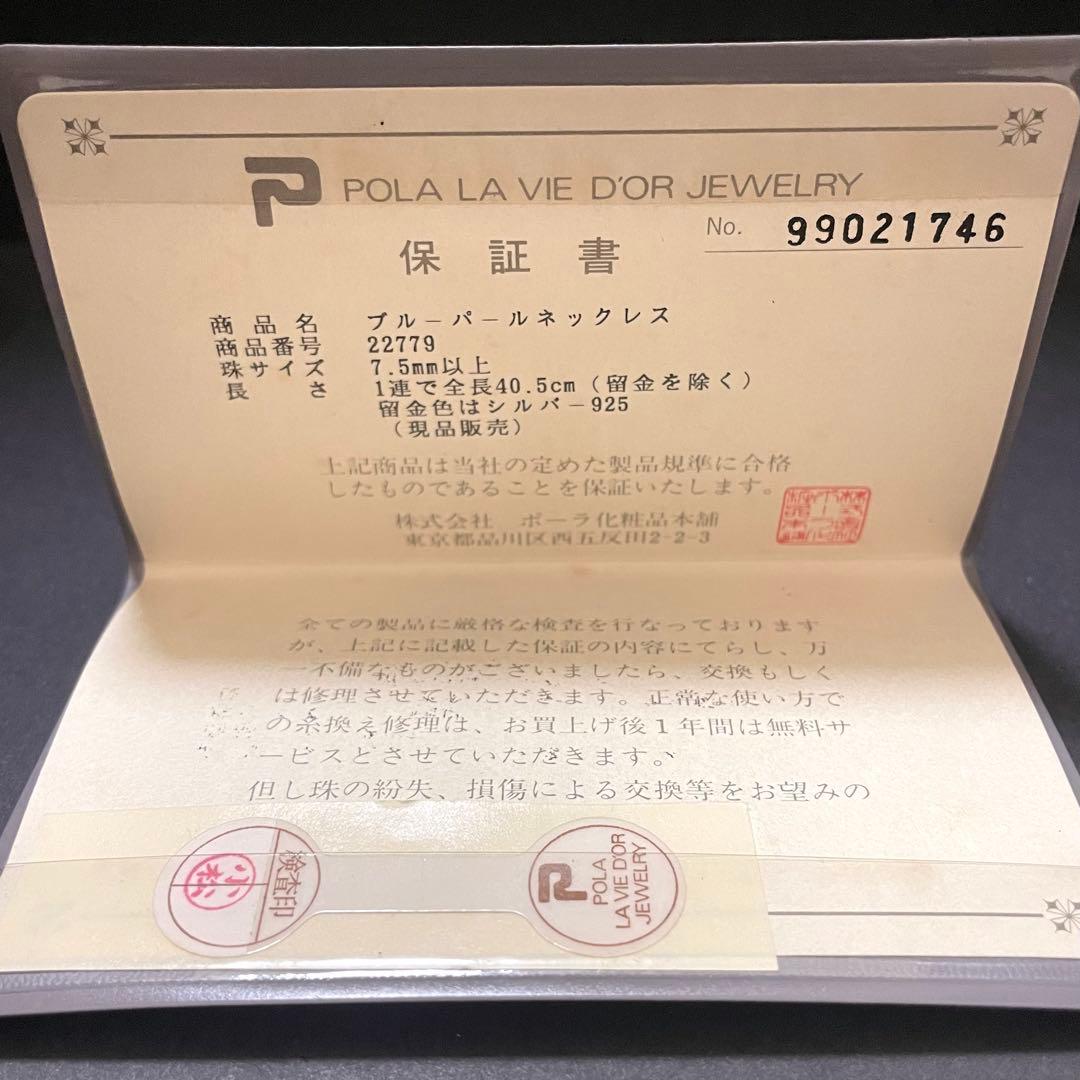 POLA LA VIE D'OR JEWELRY
No. 99021746
保証書
商品名 ブルーパールネックレス
商品番号 22779
珠サイズ 7.5mm以上
長さ 1連で全長40.5cm（留金を除く）
留金色はシルバー925
（現品販売）
上記商品は当社の定めた製品規準に合格
したものであることを保証いたします。
株式会社 ポーラ化粧品本舗
東京都品川区西五反田2-2-3
全ての製品に厳格な検査を行なっております
が、上記に記載した保証の内容にてらし、万
一不備なものがございましたら、交換もしく
は修理させていただきます。正常な使い方で
の糸換え修理は、お買上げ後1年間は無料サ
ービスとさせていただきます。
但し珠の紛失、損傷による交換等をお望みの
検査印
小松
POLA
LA VIE D'OR
JEWELRY